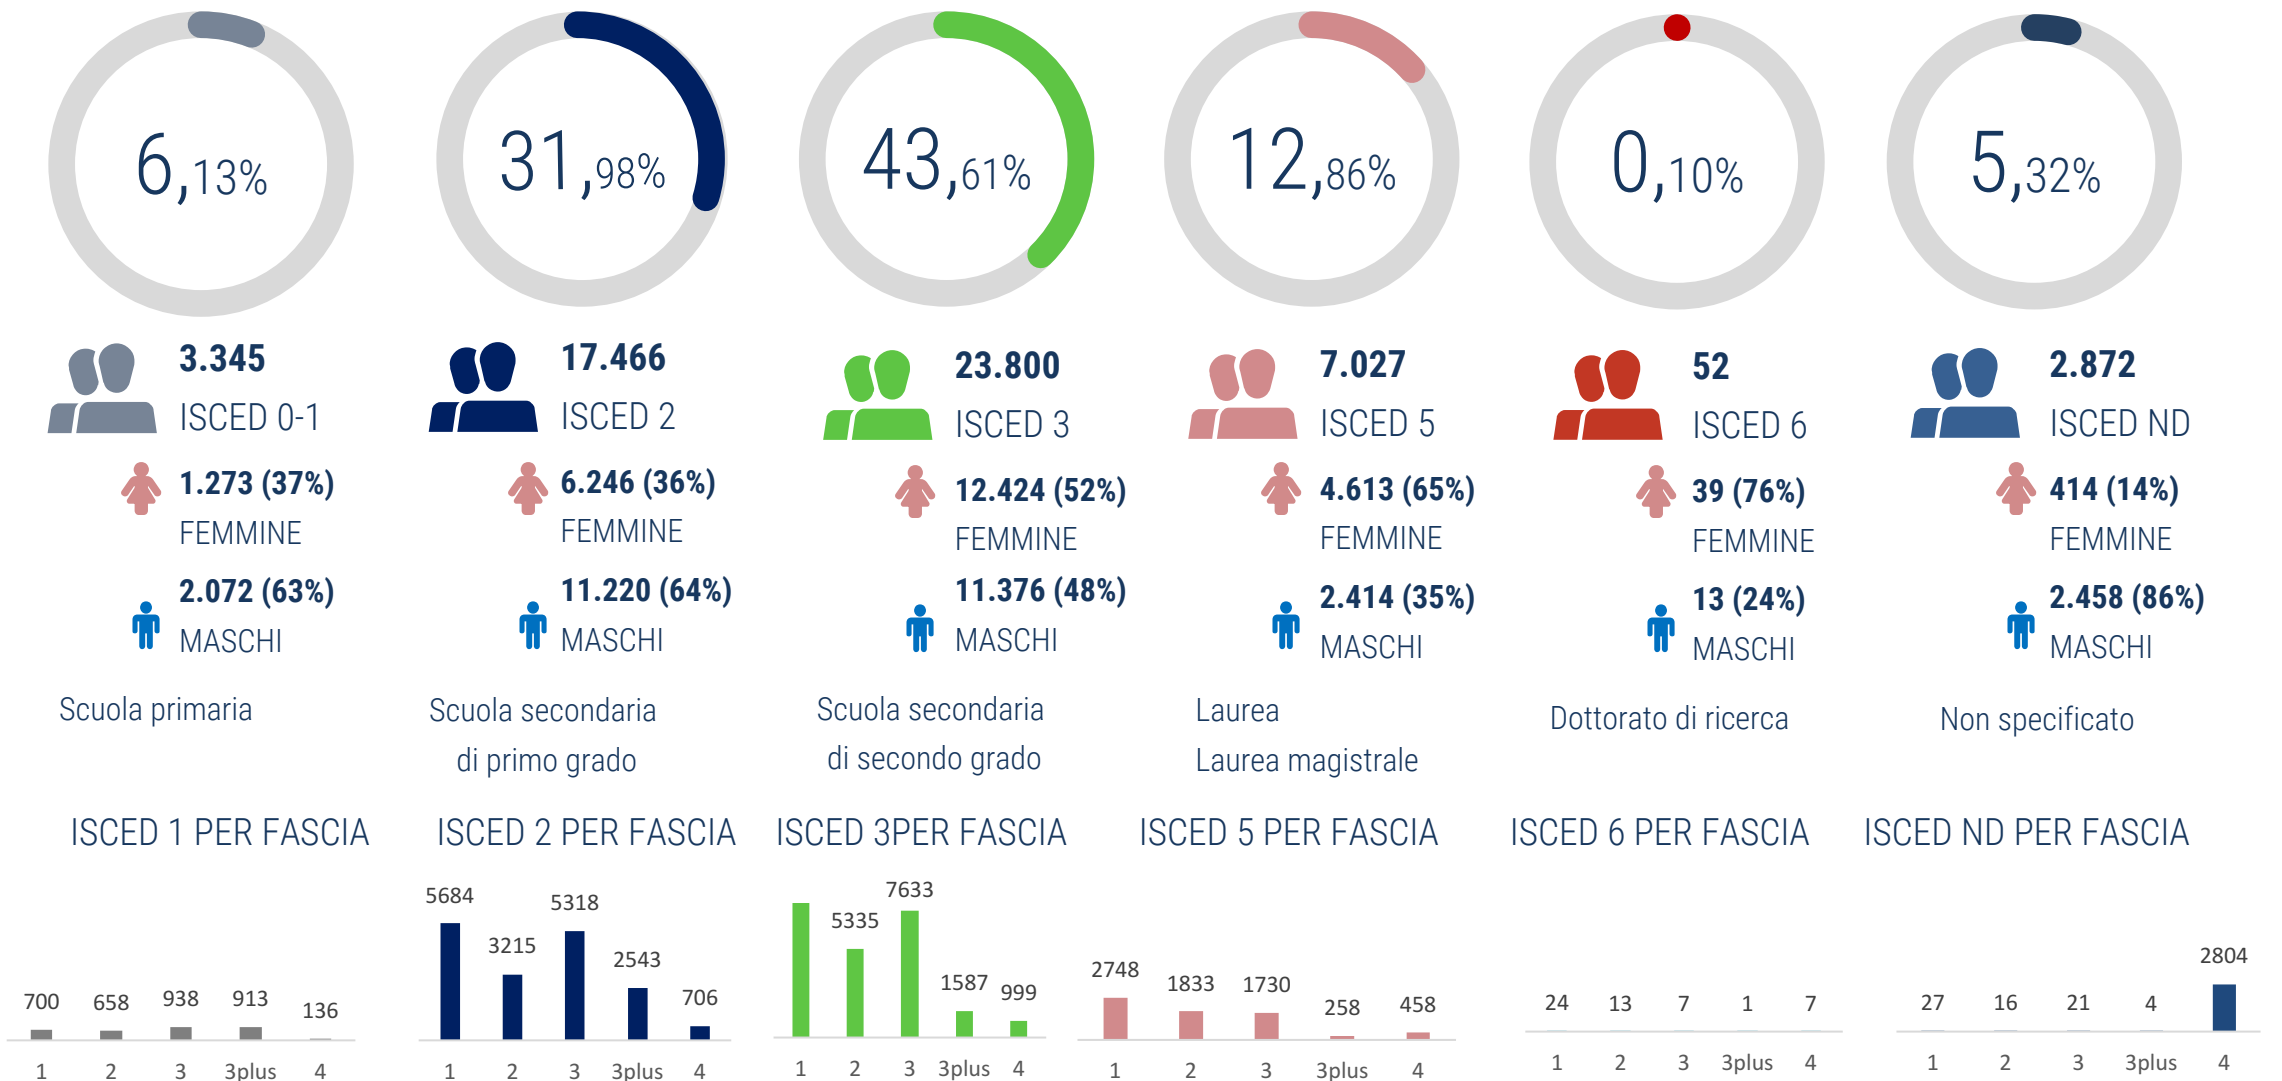 6,13%
31,98%
43,61%
12,86%
0,10%
5,32%
3.345
ISCED 0-1
1.273 (37%)
FEMMINE
2.072 (63%)
MASCHI
Scuola primaria
17.466
ISCED 2
6.246 (36%)
FEMMINE
11.220 (64%)
MASCHI
Scuola secondaria
di primo grado
23.800
ISCED 3
12.424 (52%)
FEMMINE
11.376 (48%)
MASCHI
Scuola secondaria
di secondo grado
7.027
ISCED 5
4.613 (65%)
FEMMINE
2.414 (35%)
MASCHI
Laurea
Laurea magistrale
52
ISCED 6
39 (76%)
FEMMINE
13 (24%)
MASCHI
Dottorato di ricerca
2.872
ISCED ND
414 (14%)
FEMMINE
2.458 (86%)
MASCHI
Non specificato
ISCED 1 PER FASCIA
700 658 938 913 136
1 2 3 3plus 4
ISCED 2 PER FASCIA
5684 3215 5318 2543 706
1 2 3 3plus 4
ISCED 3PER FASCIA
5335 7633 1587 999
1 2 3 3plus 4
ISCED 5 PER FASCIA
2748 1833 1730 258 458
1 2 3 3plus 4
ISCED 6 PER FASCIA
24 13 7 1 7
1 2 3 3plus 4
ISCED ND PER FASCIA
27 16 21 4 2804
1 2 3 3plus 4